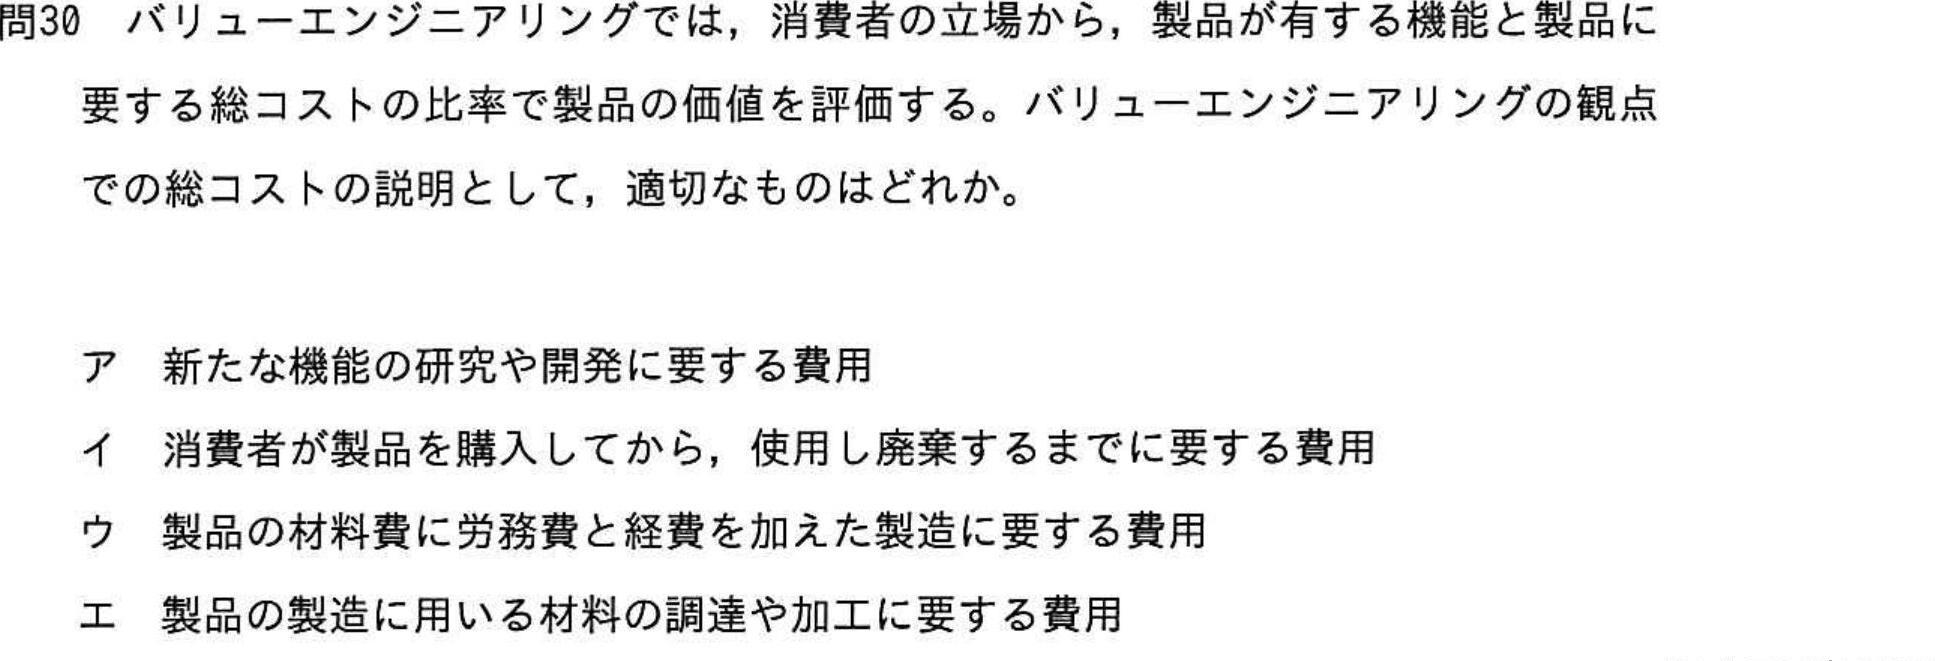 問30 バリューエンジニアリングでは，消費者の立場から，製品が有する機能と製品に
要する総コストの比率で製品の価値を評価する。バリューエンジニアリングの観点
での総コストの説明として，適切なものはどれか。
ア 新たな機能の研究や開発に要する費用
イ 消費者が製品を購入してから，使用し廃棄するまでに要する費用
ウ 製品の材料費に労務費と経費を加えた製造に要する費用
エ 製品の製造に用いる材料の調達や加工に要する費用